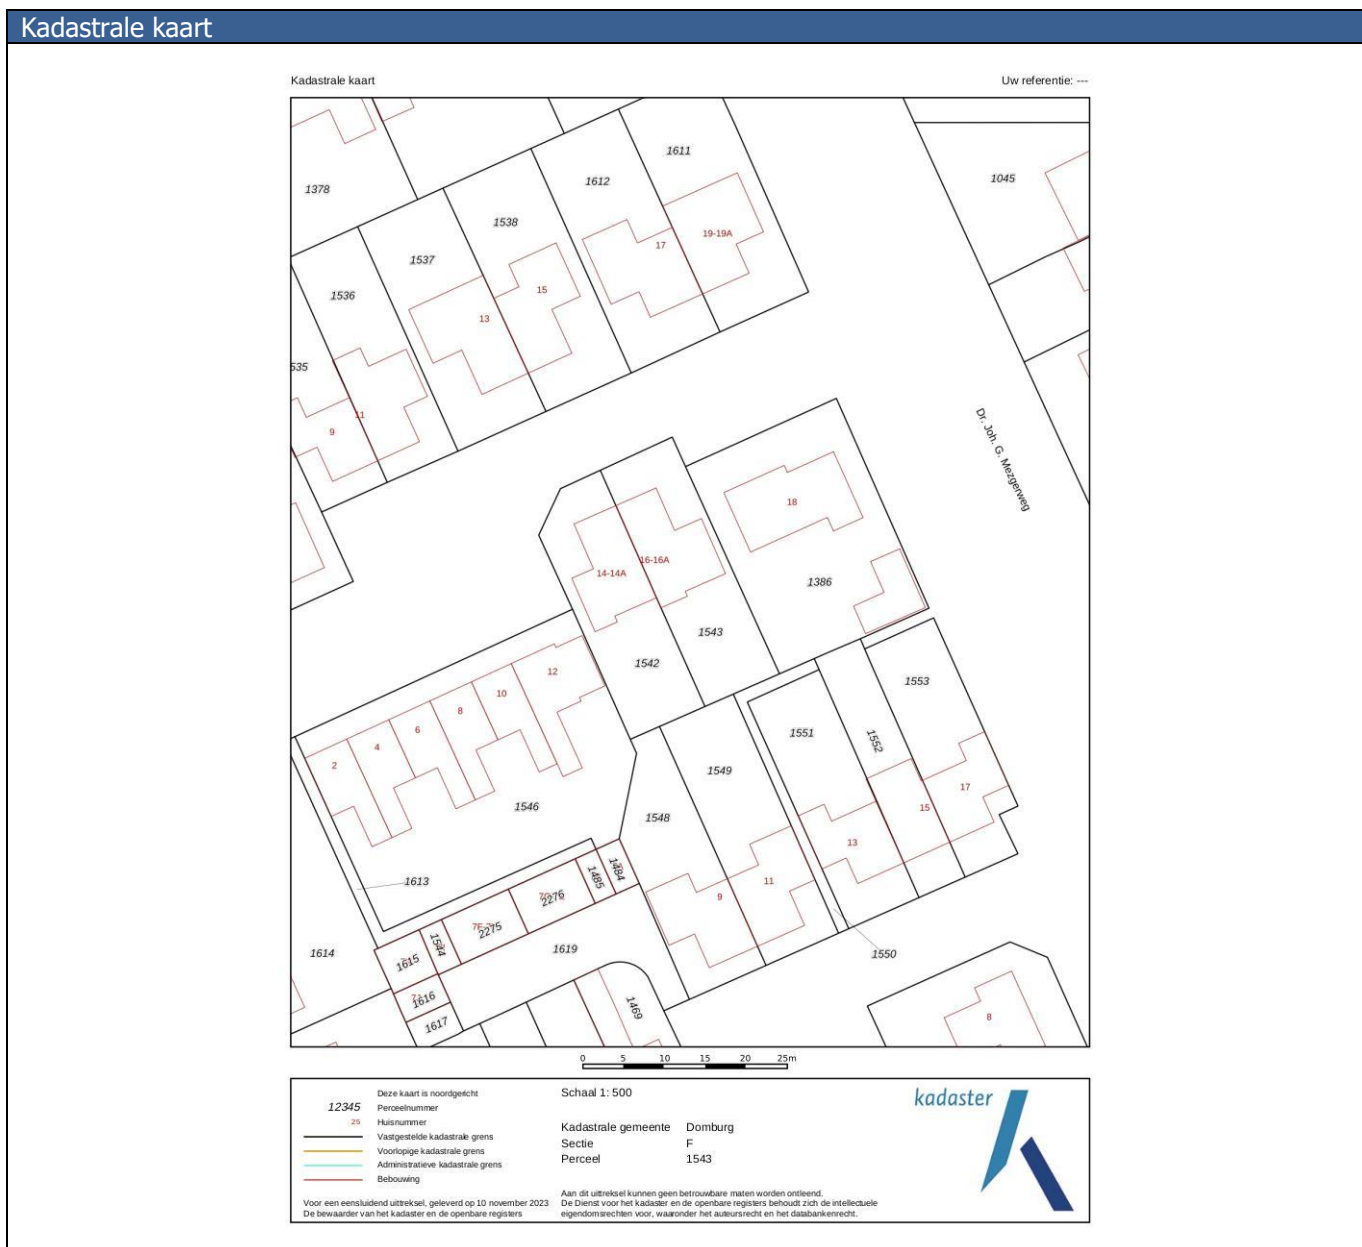 Kadastrale kaart
Kadastrale kaart
Uw referentie: ---
1611
1612
1378
1045
1538
19-19A
17
1537
15
1536
13
535
11
9
Dr. Joh. G. Mezgerweg
18
16-16A
14-14A
1386
1543
1542
12
1553
10
8
6
4
2
1551
1552
1549
17
1546
15
1548
13
1484
1485
1613
11
9
2276
2275
1544
1614
1615
1619
1550
1616
1469
8
1617
0 5 10 15 20 25m
Deze kaart is noordgericht
12345 Perceelnummer
25 Huisnummer
Vastgestelde kadastrale grens
Voorlopige kadastrale grens
Administratieve kadastrale grens
Bebouwing
Voor een eensluidend uittreksel, geleverd op 10 november 2023
De bewaarder van het kadaster en de openbare registers
Schaal 1: 500
Kadastrale gemeente Domburg
Sectie F
Perceel 1543
Aan dit uittreksel kunnen geen betrouwbare maten worden ontleend.
De Dienst voor het kadaster en de openbare registers behoudt zich de intellectuele
eigendomsrechten voor, waaronder het auteursrecht en het databankenrecht.
kadaster